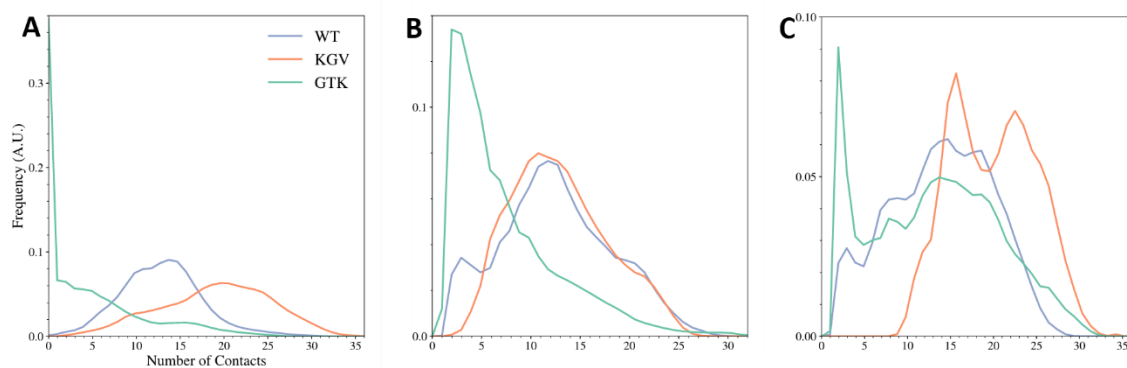 A
WT
KGV
GTK
0.3
0.2
0.1
0.0
0 5 10 15 20 25 30 35
Frequency (A.U.)
Number of Contacts
B
0.1
0.0
0 5 10 15 20 25 30
C
0.10
0.05
0.00
0 5 10 15 20 25 30 35